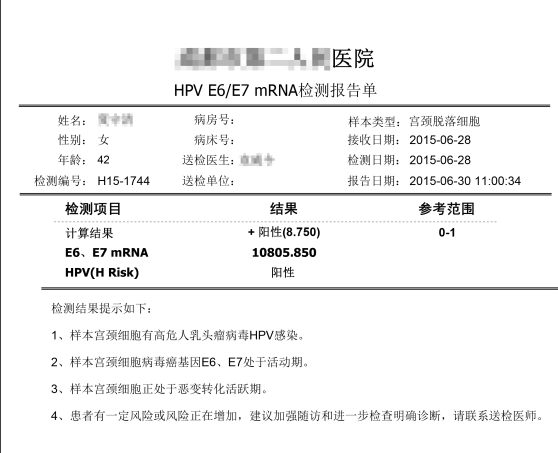 医院
HPV E6/E7 mRNA检测报告单
姓名： 病房号： 样本类型：宫颈脱落细胞
性别： 女 病床号： 接收日期：2015-06-28
年龄： 42 送检医生： 检测日期：2015-06-28
检测编号： H15-1744 送检单位： 报告日期：2015-06-30 11:00:34
检测项目 结果 参考范围
计算结果 + 阳性(8.750) 0-1
E6、E7 mRNA 10805.850
HPV(H Risk) 阳性
检测结果提示如下：
1、样本宫颈细胞有高危人乳头瘤病毒HPV感染。
2、样本宫颈细胞病毒癌基因E6、E7处于活动期。
3、样本宫颈细胞正处于恶变转化活跃期。
4、患者有一定风险或风险正在增加，建议加强随访和进一步检查明确诊断，请联系送检医师。